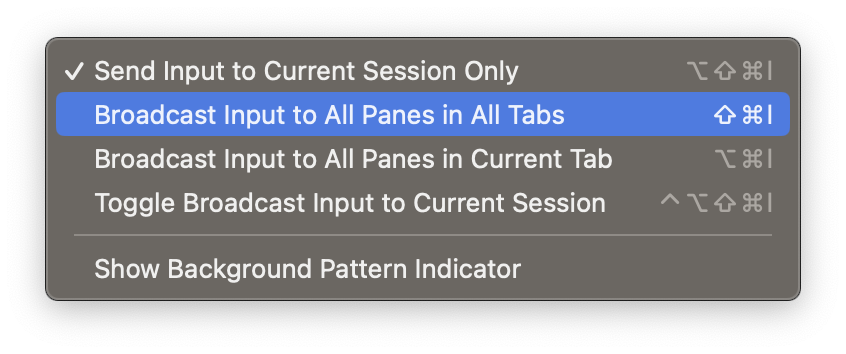 ✓ Send Input to Current Session Only ⌥⇧⌘I
Broadcast Input to All Panes in All Tabs ⇧⌘I
Broadcast Input to All Panes in Current Tab ⌥⌘I
Toggle Broadcast Input to Current Session ^⌥⇧⌘I
Show Background Pattern Indicator